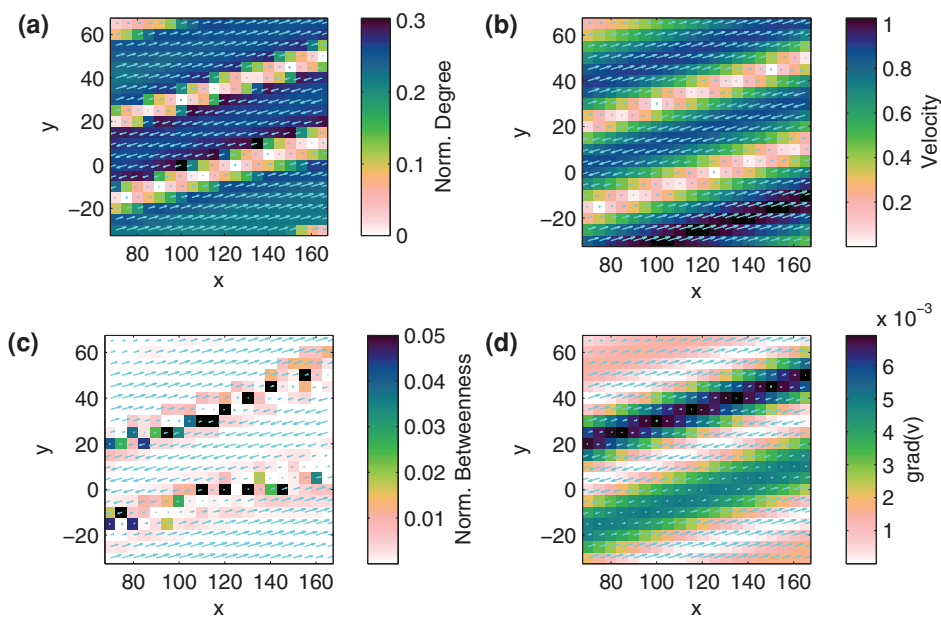 (a)
60
40
20
0
−20
y
80 100 120 140 160
x
0.3
0.2
0.1
0
Norm. Degree
(b)
60
40
20
0
−20
y
80 100 120 140 160
x
1
0.8
0.6
0.4
0.2
Velocity
(c)
60
40
20
0
−20
y
80 100 120 140 160
x
0.05
0.04
0.03
0.02
0.01
Norm. Betweenness
(d)
60
40
20
0
−20
y
80 100 120 140 160
x
x 10⁻³
6
5
4
3
2
1
grad(v)